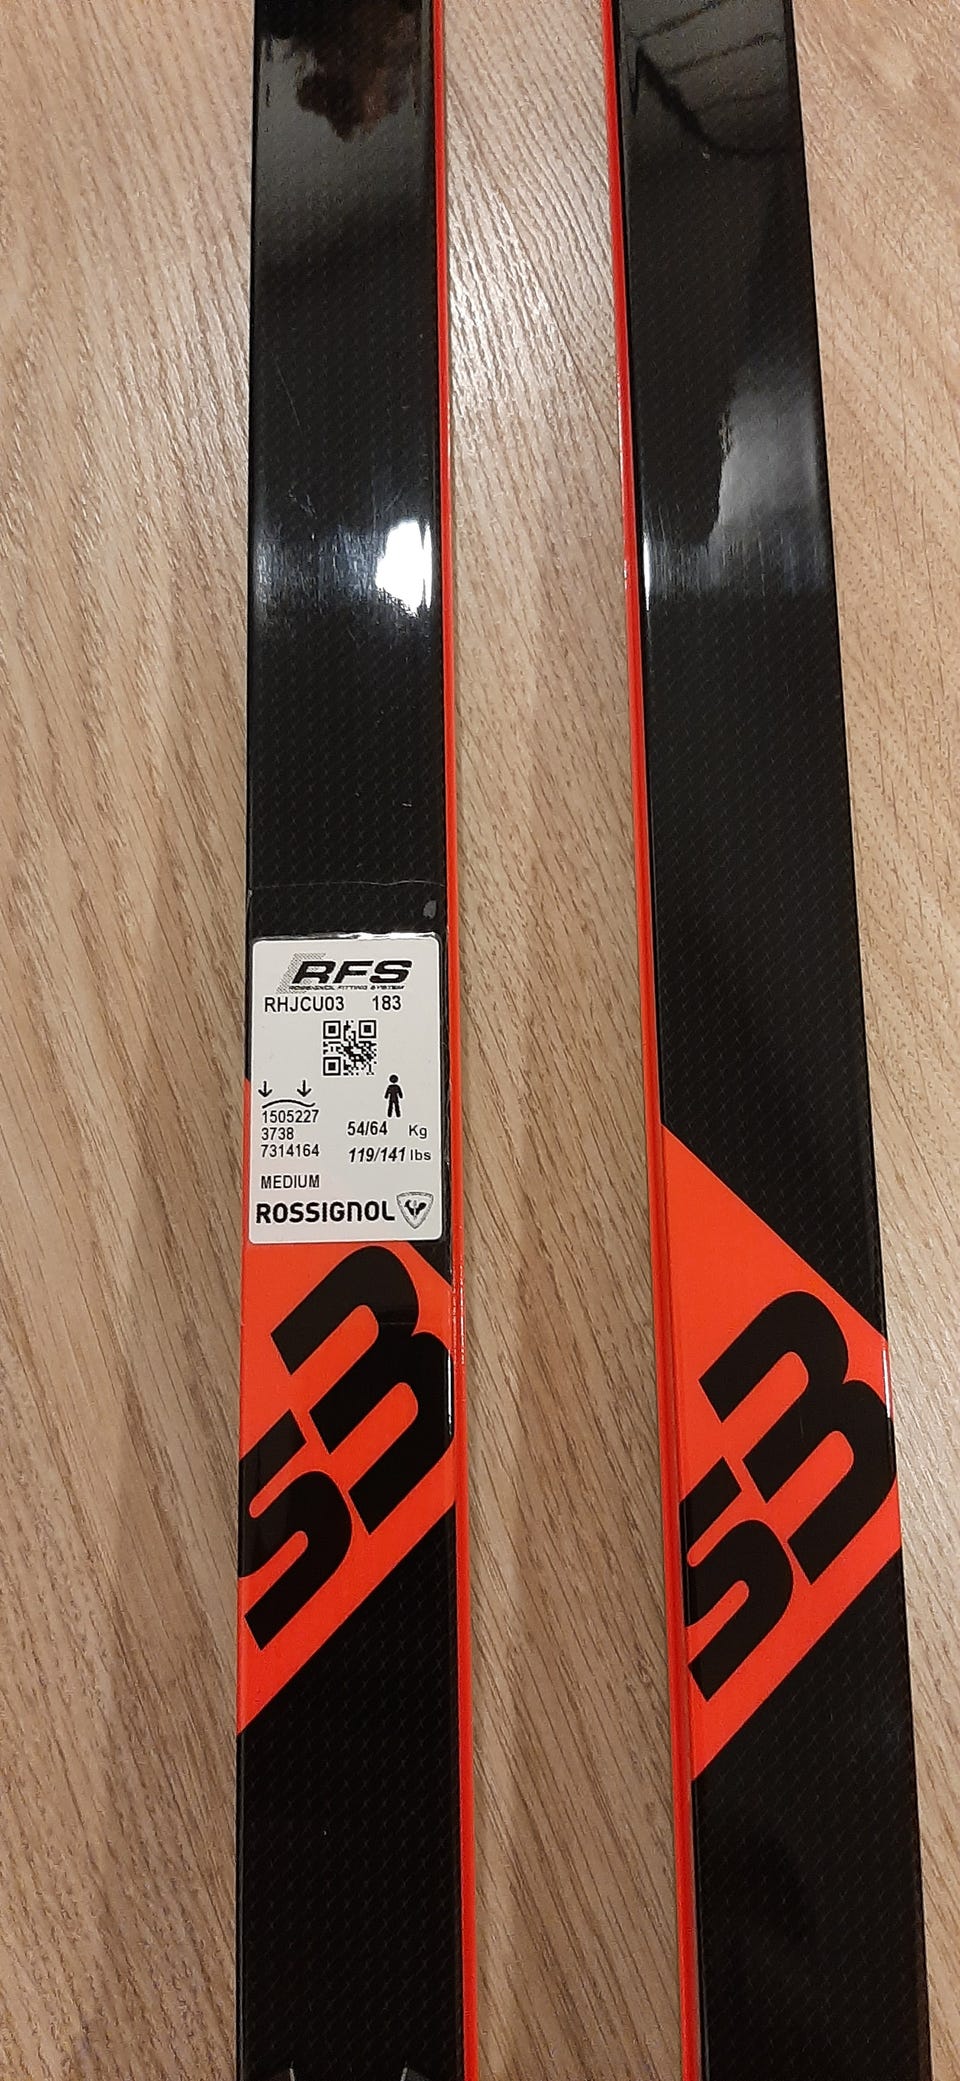 RFS
ROSSIGNOL FITTING SYSTEM
RHJCU03 183
1505227
3738
7314164
54/64 Kg
119/141 lbs
MEDIUM
ROSSIGNOL
S3
S3